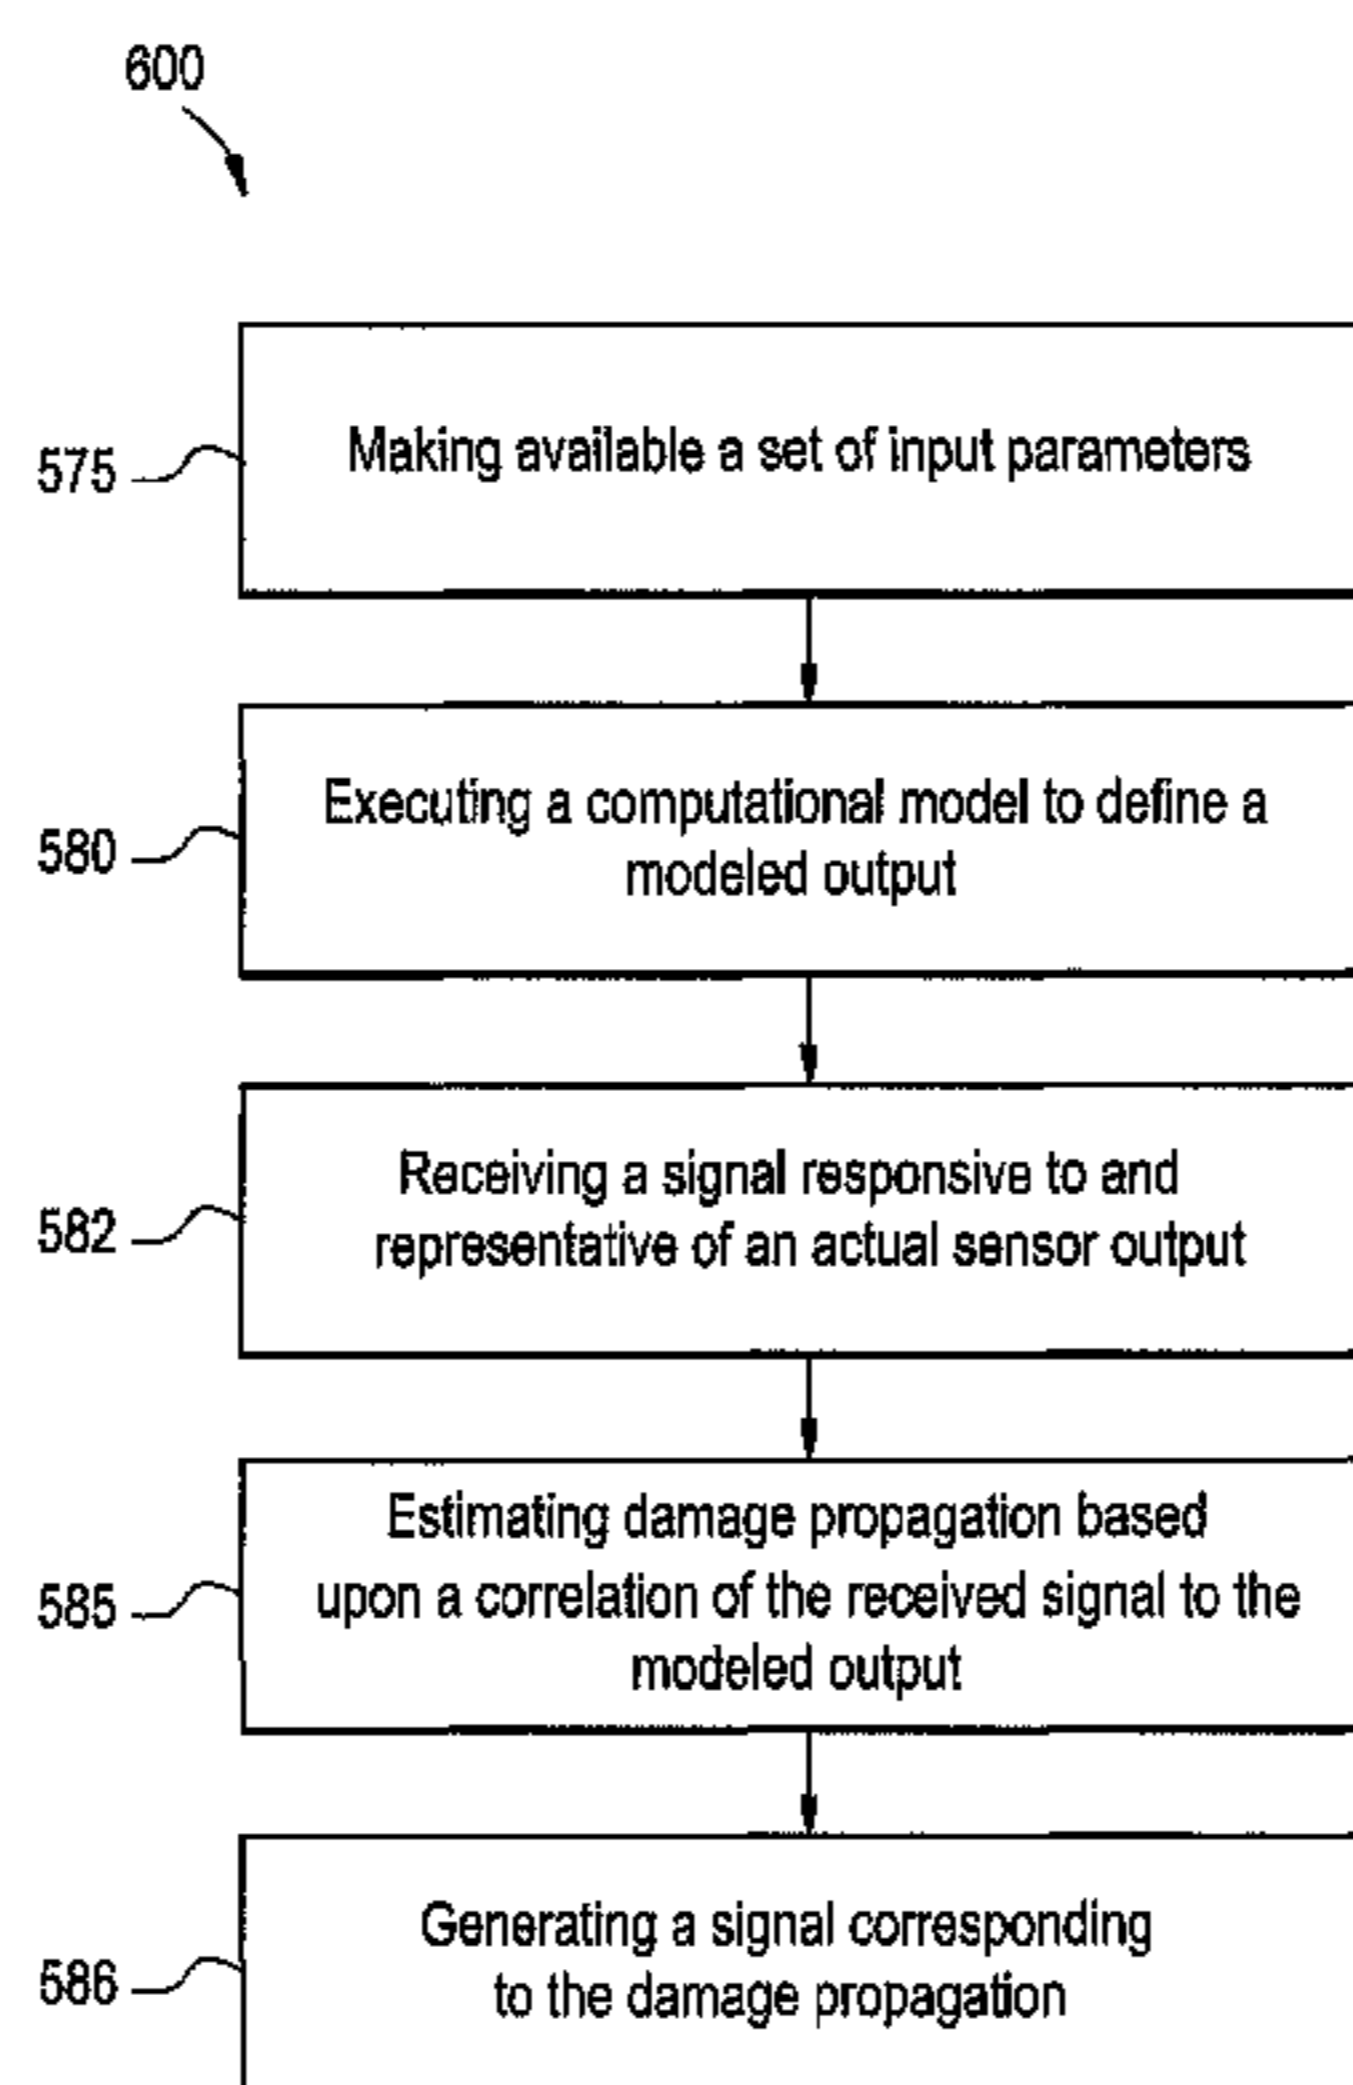 600
575
Making available a set of input parameters
580
Executing a computational model to define a
modeled output
582
Receiving a signal responsive to and
representative of an actual sensor output
585
Estimating damage propagation based
upon a correlation of the received signal to the
modeled output
586
Generating a signal corresponding
to the damage propagation